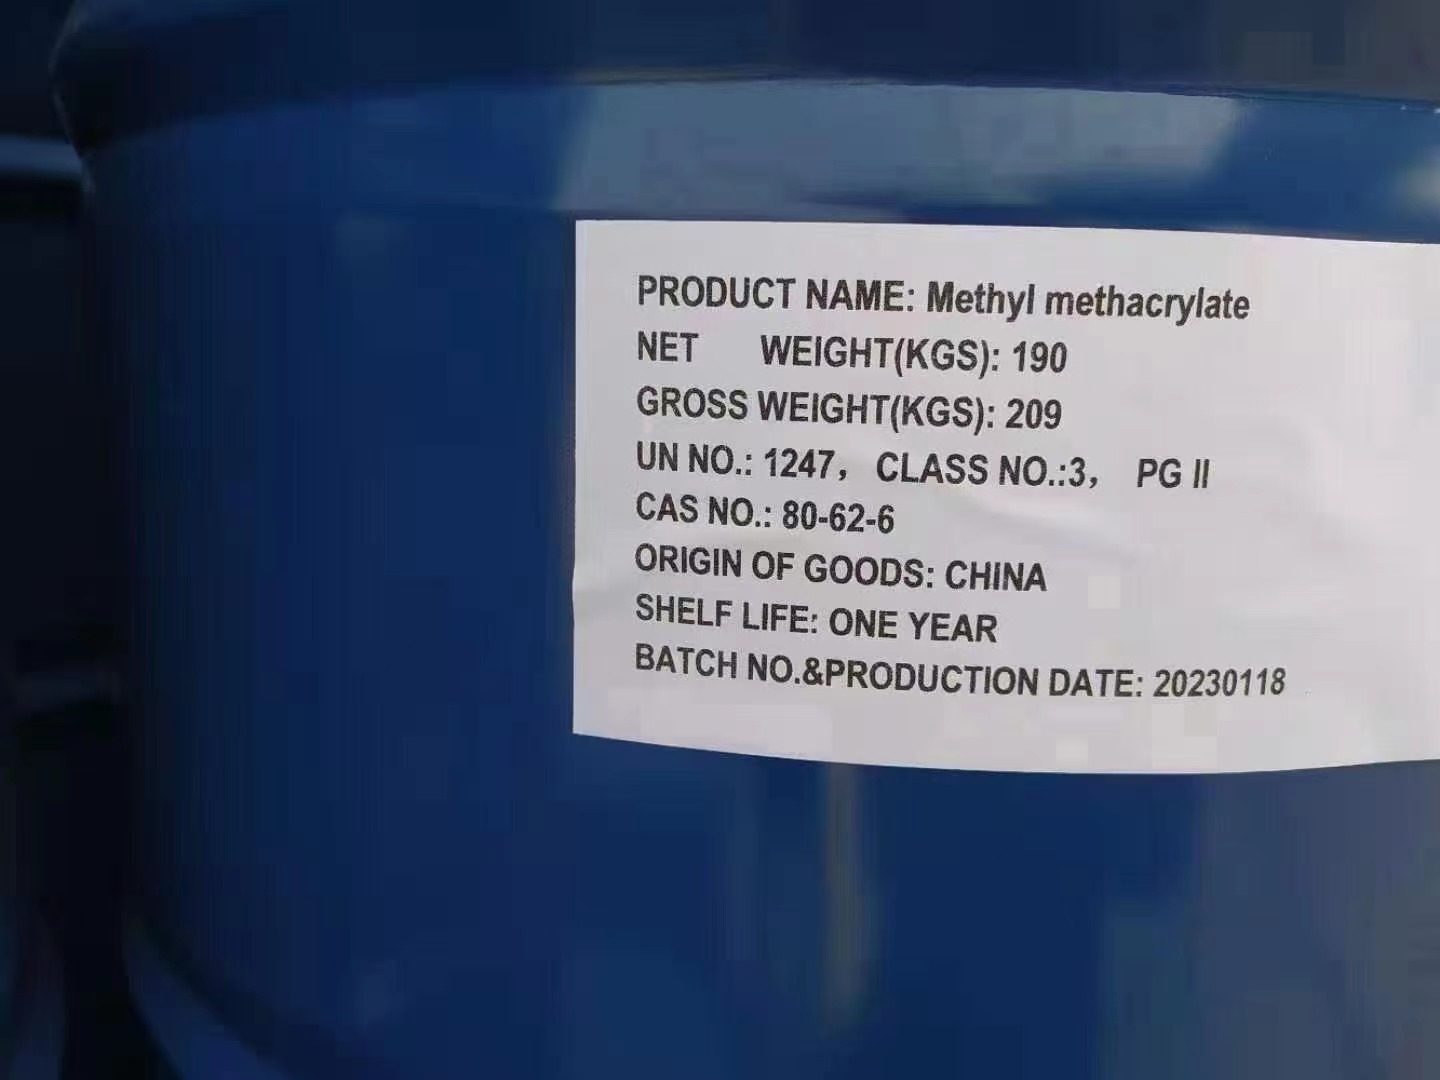 PRODUCT NAME: Methyl methacrylate
NET WEIGHT(KGS): 190
GROSS WEIGHT(KGS): 209
UN NO.: 1247, CLASS NO.:3, PG II
CAS NO.: 80-62-6
ORIGIN OF GOODS: CHINA
SHELF LIFE: ONE YEAR
BATCH NO.&PRODUCTION DATE: 20230118